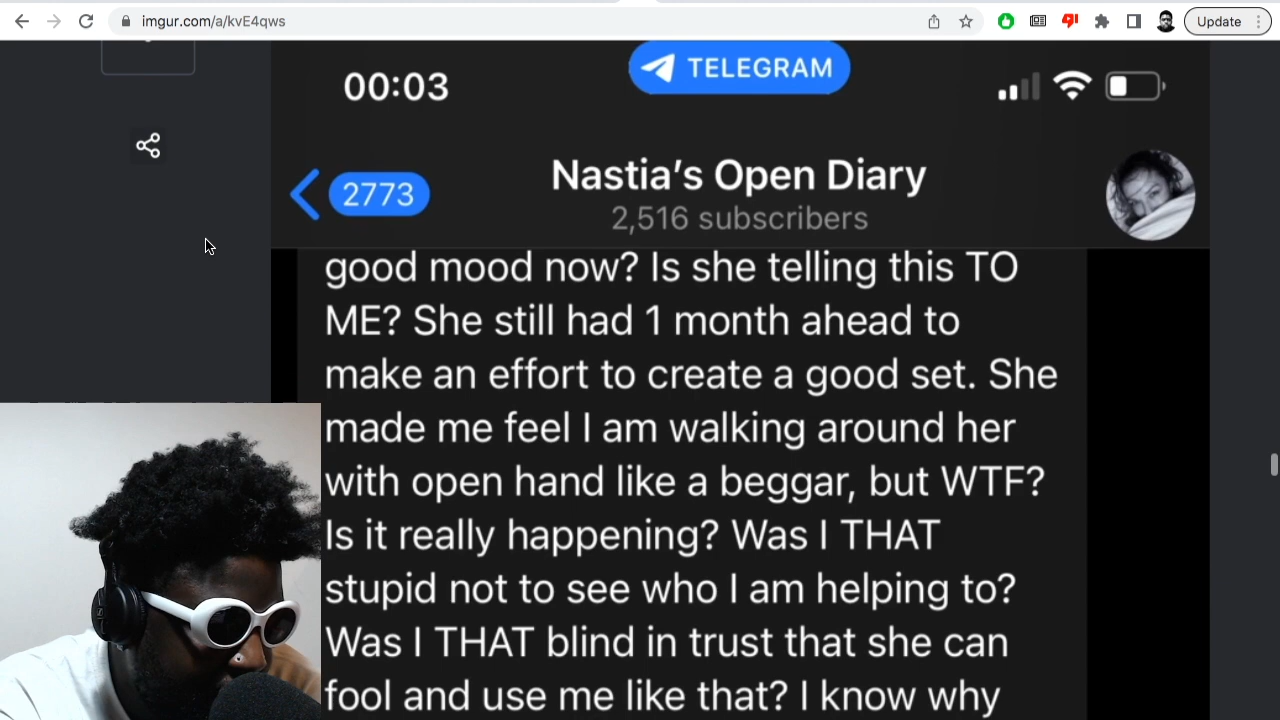 imgur.com/a/kvE4qws
Update
00:03
TELEGRAM
2773
Nastia’s Open Diary
2,516 subscribers
good mood now? Is she telling this TO
ME? She still had 1 month ahead to
make an effort to create a good set. She
made me feel I am walking around her
with open hand like a beggar, but WTF?
Is it really happening? Was I THAT
stupid not to see who I am helping to?
Was I THAT blind in trust that she can
fool and use me like that? I know why